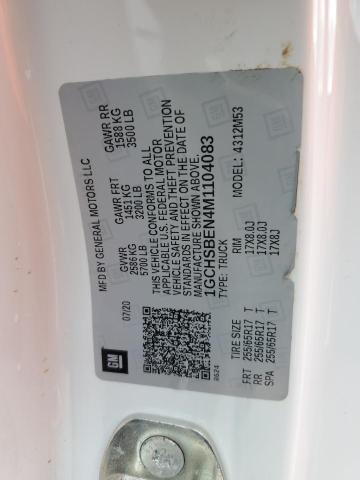 MFD BY GENERAL MOTORS LLC
07/20
GVWR
2586 KG
5700 LB
GAWR FRT
1451 KG
3200 LB
GAWR RR
1588 KG
3500 LB
THIS VEHICLE CONFORMS TO ALL
APPLICABLE U.S. FEDERAL MOTOR
VEHICLE SAFETY AND THEFT PREVENTION
STANDARDS IN EFFECT ON THE DATE OF
MANUFACTURE SHOWN ABOVE.
1GCHSBEN4M1104083
TYPE: TRUCK
MODEL: 4312M53
GM
8624
TIRE SIZE
RIM
FRT 255/65R17 T 17X8.0J
RR 255/65R17 T 17X8.0J
SPA 255/65R17 T 17X8J